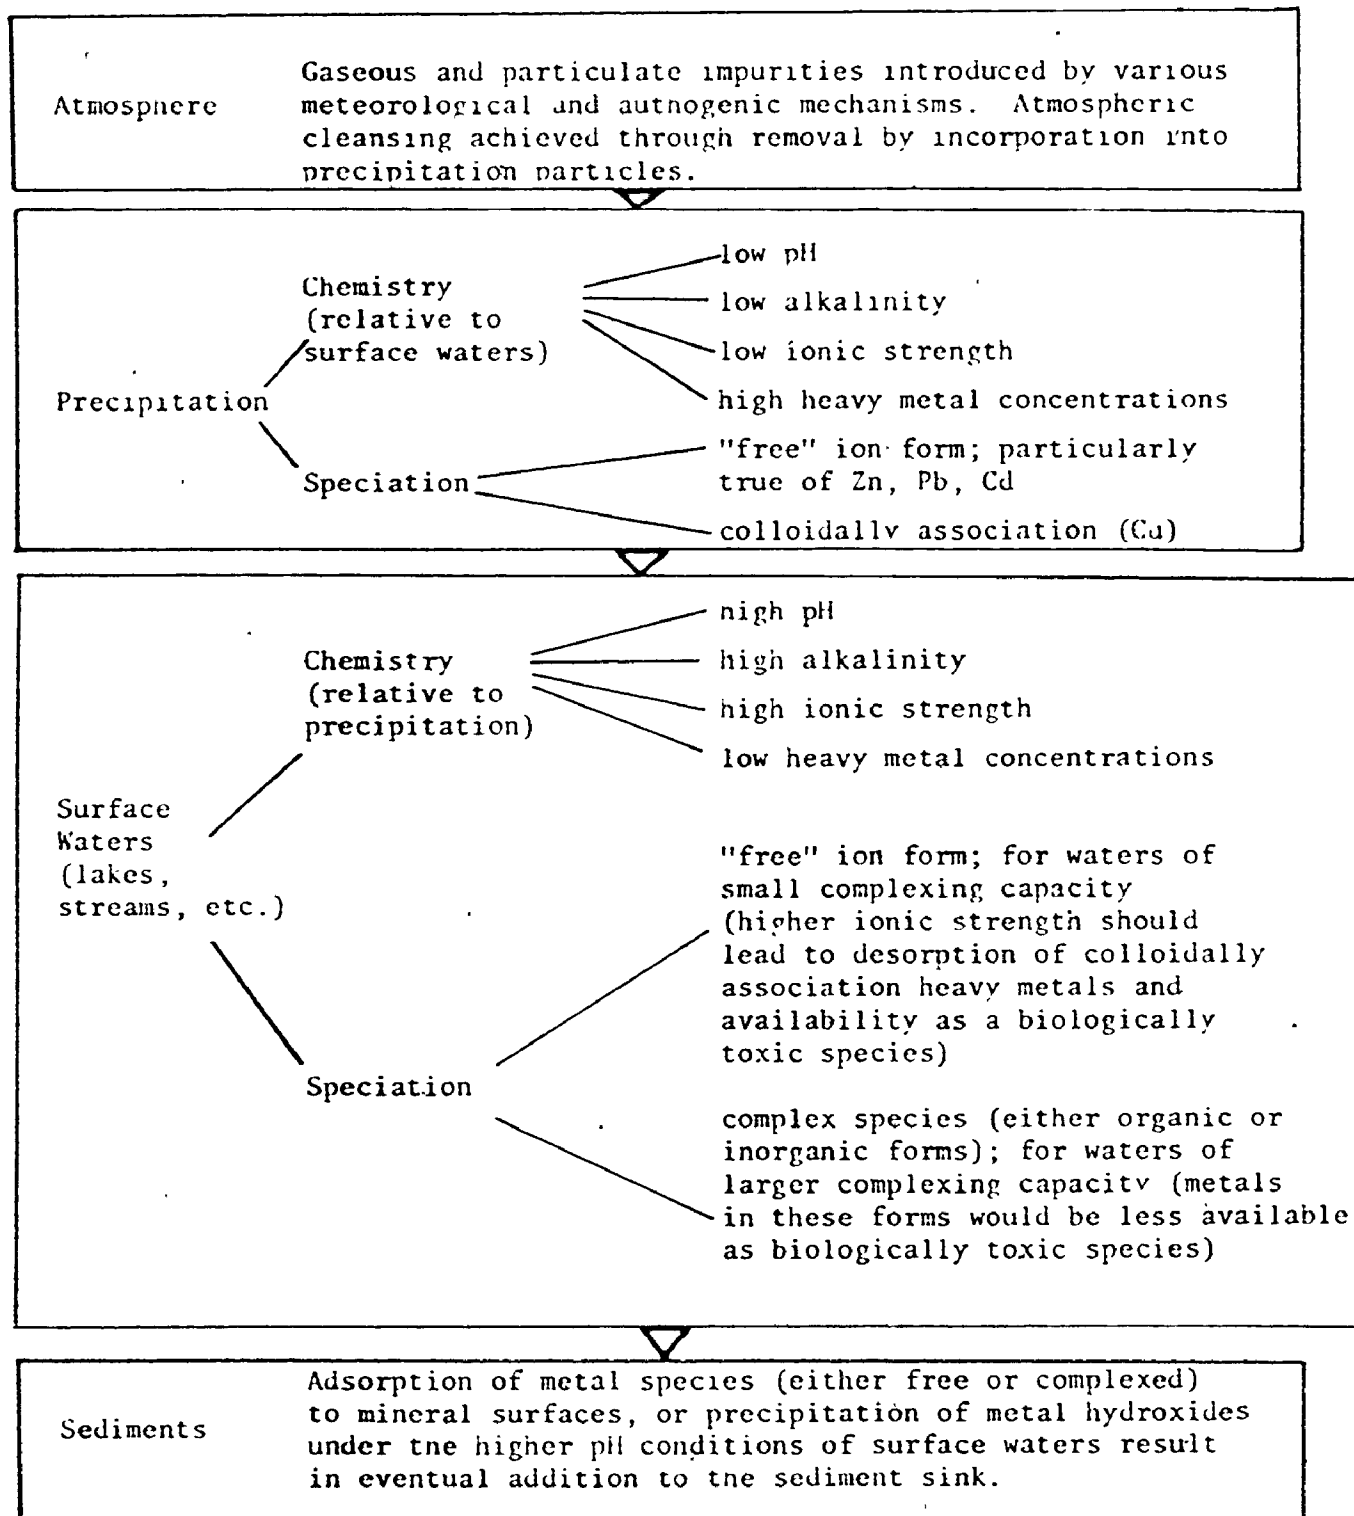 Gaseous and particulate impurities introduced by various
Atmosphere meteorological and autnogenic mechanisms. Atmospheric
cleansing achieved through removal by incorporation into
precipitation particles.
low pH
Chemistry
low alkalinity
(relative to
surface waters)
low ionic strength
Precipitation
high heavy metal concentrations
"free" ion form; particularly
Speciation
true of Zn, Pb, Cd
colloidally association (Cu)
high pH
Chemistry
high alkalinity
(relative to
high ionic strength
precipitation)
low heavy metal concentrations
Surface
Waters
(lakes,
streams, etc.)
"free" ion form; for waters of
small complexing capacity
(higher ionic strength should
lead to desorption of colloidally
association heavy metals and
availability as a biologically
toxic species)
Speciation
complex species (either organic or
inorganic forms); for waters of
larger complexing capacity (metals
in these forms would be less available
as biologically toxic species)
Adsorption of metal species (either free or complexed)
to mineral surfaces, or precipitation of metal hydroxides
Sediments
under the higher pH conditions of surface waters result
in eventual addition to the sediment sink.